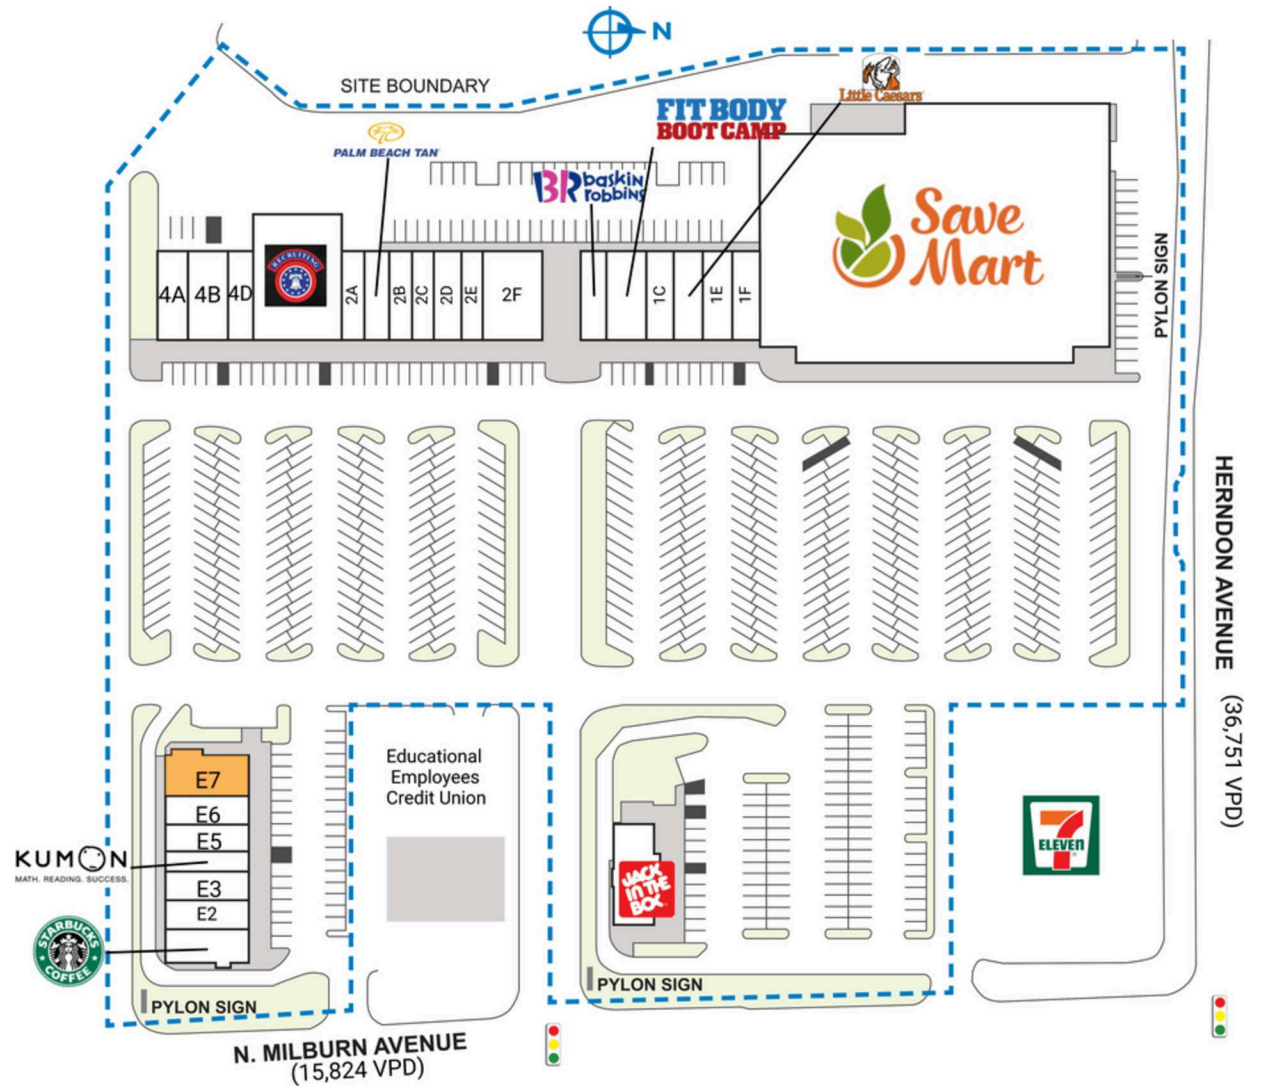 N
SITE BOUNDARY
Little Caesars
FIT BODY
BOOT CAMP
PALM BEACH TAN
BR baskin
robbins
Save
Mart
PYLON SIGN
RECRUITING
4A
4B
4D
2A
2B
2C
2D
2E
2F
1C
1E
1F
HERNDON AVENUE
(36,751 VPD)
Educational
Employees
Credit Union
E7
E6
E5
KUMON
MATH. READING. SUCCESS.
E3
E2
STARBUCKS
COFFEE
JACK
IN THE
BOX
7
ELEVEN
PYLON SIGN
PYLON SIGN
N. MILBURN AVENUE
(15,824 VPD)